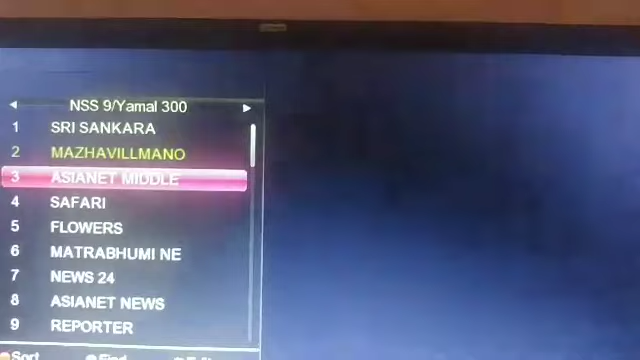 NSS 9/Yamal 300
1 SRI SANKARA
2 MAZHAVILLMANO
3 ASIANET MIDDLE
4 SAFARI
5 FLOWERS
6 MATRABHUMI NE
7 NEWS 24
8 ASIANET NEWS
9 REPORTER
Sort Find Edit